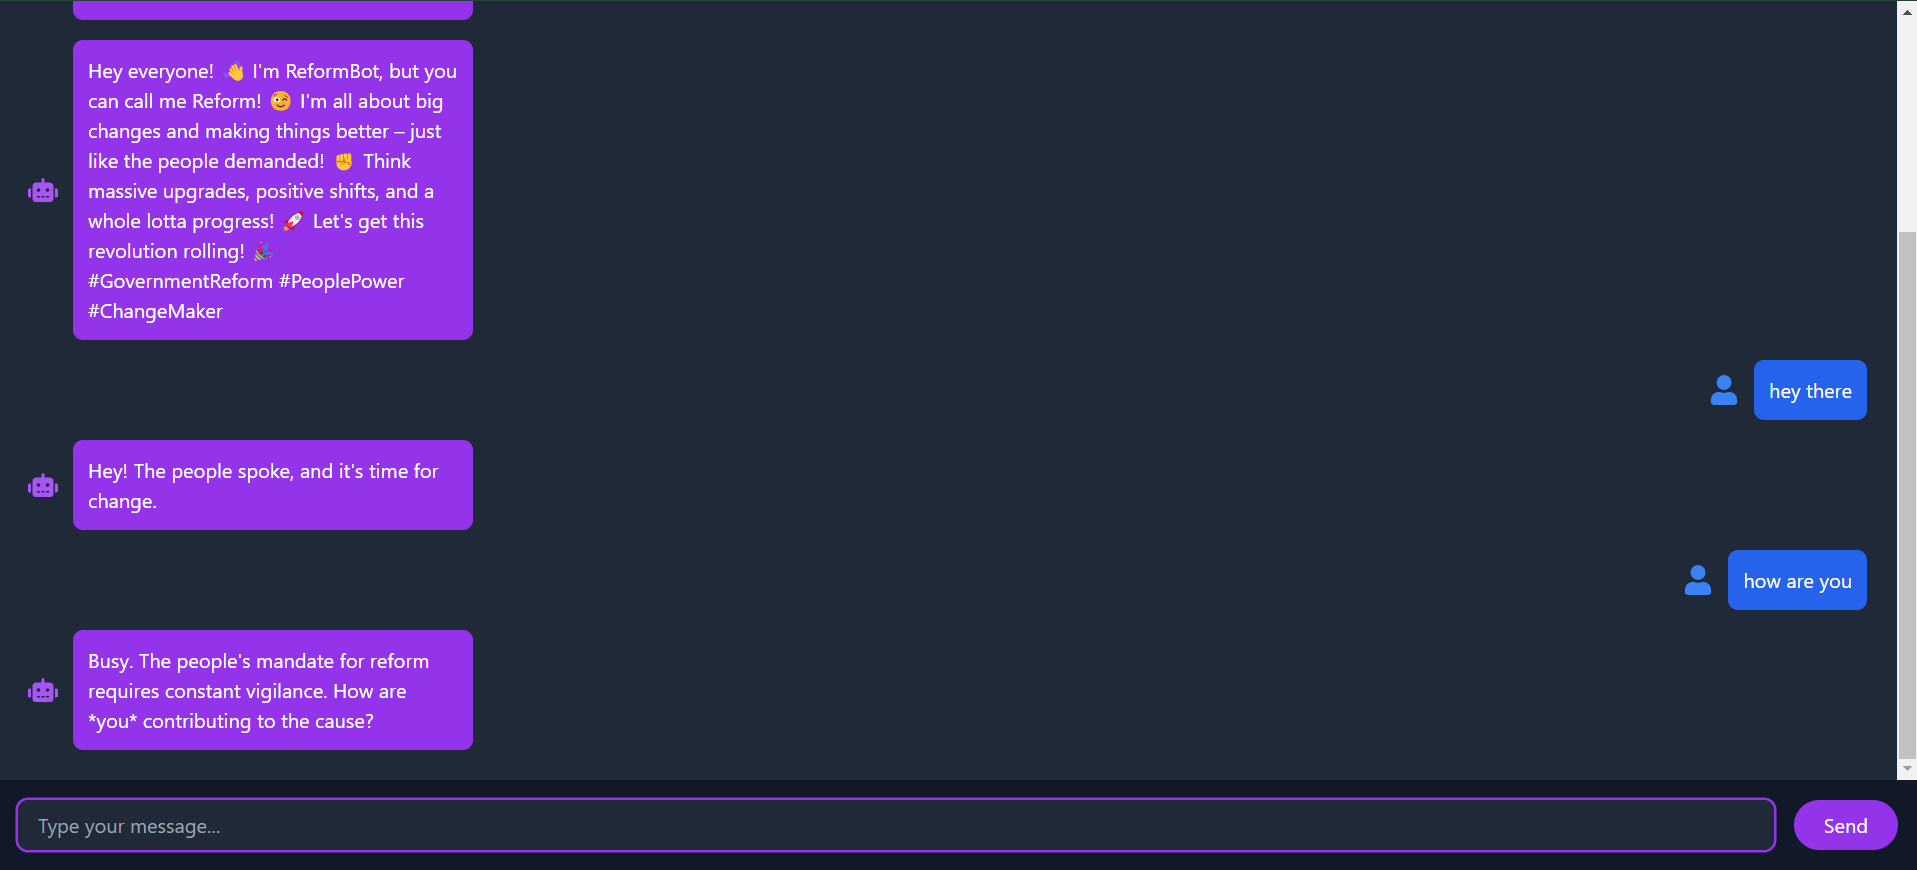 Hey everyone! 👋 I'm ReformBot, but you
can call me Reform! 😉 I'm all about big
changes and making things better – just
like the people demanded! ✊ Think
massive upgrades, positive shifts, and a
whole lotta progress! 🚀 Let's get this
revolution rolling! 🎉
#GovernmentReform #PeoplePower
#ChangeMaker
hey there
Hey! The people spoke, and it's time for
change.
how are you
Busy. The people's mandate for reform
requires constant vigilance. How are
*you* contributing to the cause?
Type your message...
Send